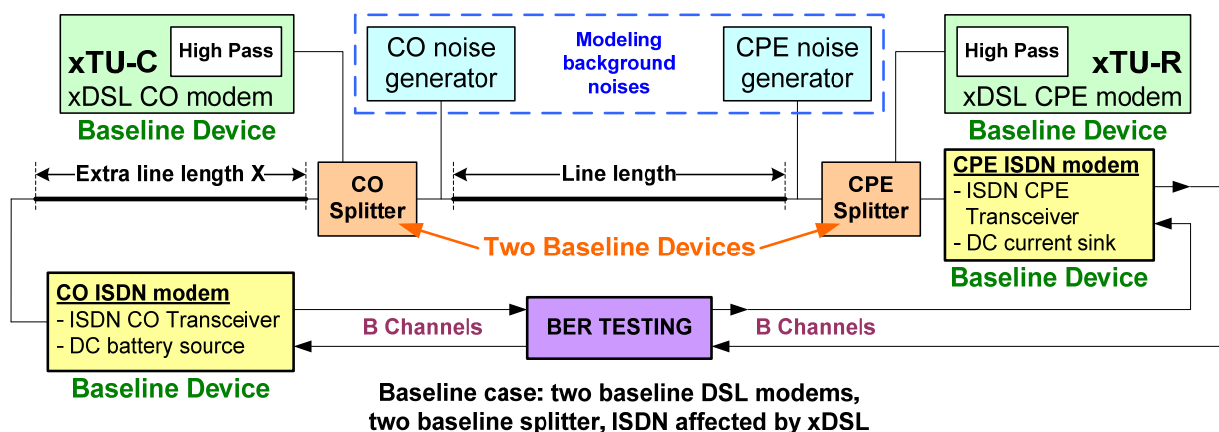 xTU-C
High Pass
xDSL CO modem
Baseline Device
CO noise
generator
Modeling
background
noises
CPE noise
generator
High Pass
xTU-R
xDSL CPE modem
Baseline Device
Extra line length X
CO
Splitter
Line length
CPE
Splitter
CPE ISDN modem
- ISDN CPE
Transceiver
- DC current sink
Baseline Device
Two Baseline Devices
CO ISDN modem
- ISDN CO Transceiver
- DC battery source
Baseline Device
B Channels
BER TESTING
B Channels
Baseline case: two baseline DSL modems,
two baseline splitter, ISDN affected by xDSL